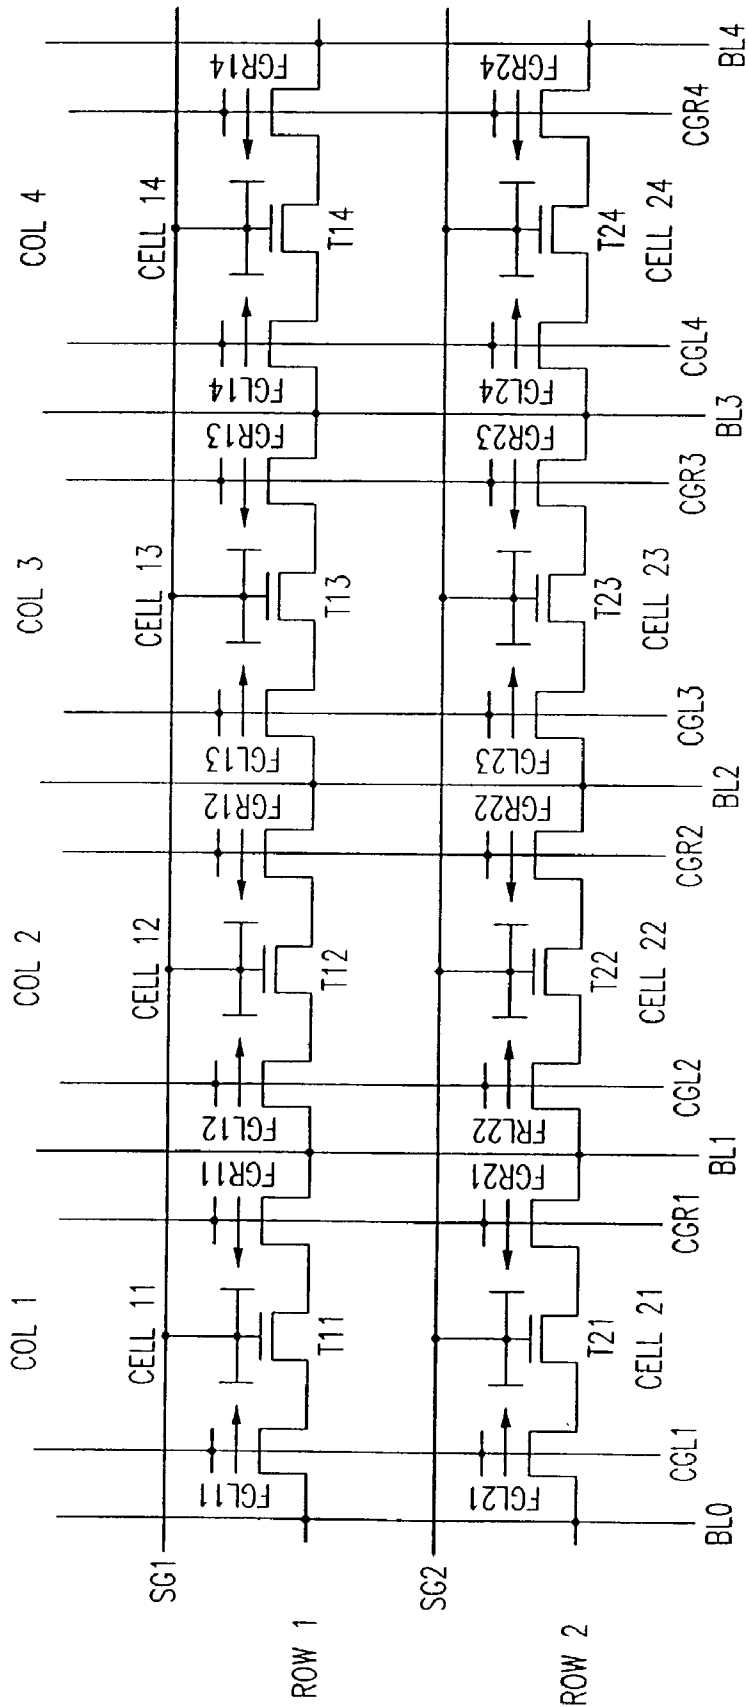 COL 1 COL 2 COL 3 COL 4
CELL 11 CELL 12 CELL 13 CELL 14
SG1
FGL11 FGR11 FGL12 FGR12 FGL13 FGR13 FGL14 FGR14
ROW 1
T11 T12 T13 T14
SG2
FGL21 FGR21 FRL22 FGR22 FGL23 FGR23 FGL24 FGR24
ROW 2
T21 T22 T23 T24
CELL 21 CELL 22 CELL 23 CELL 24
CGL1 CGR1 CGL2 CGR2 CGL3 CGR3 CGL4 CGR4
BL0 BL1 BL2 BL3 BL4